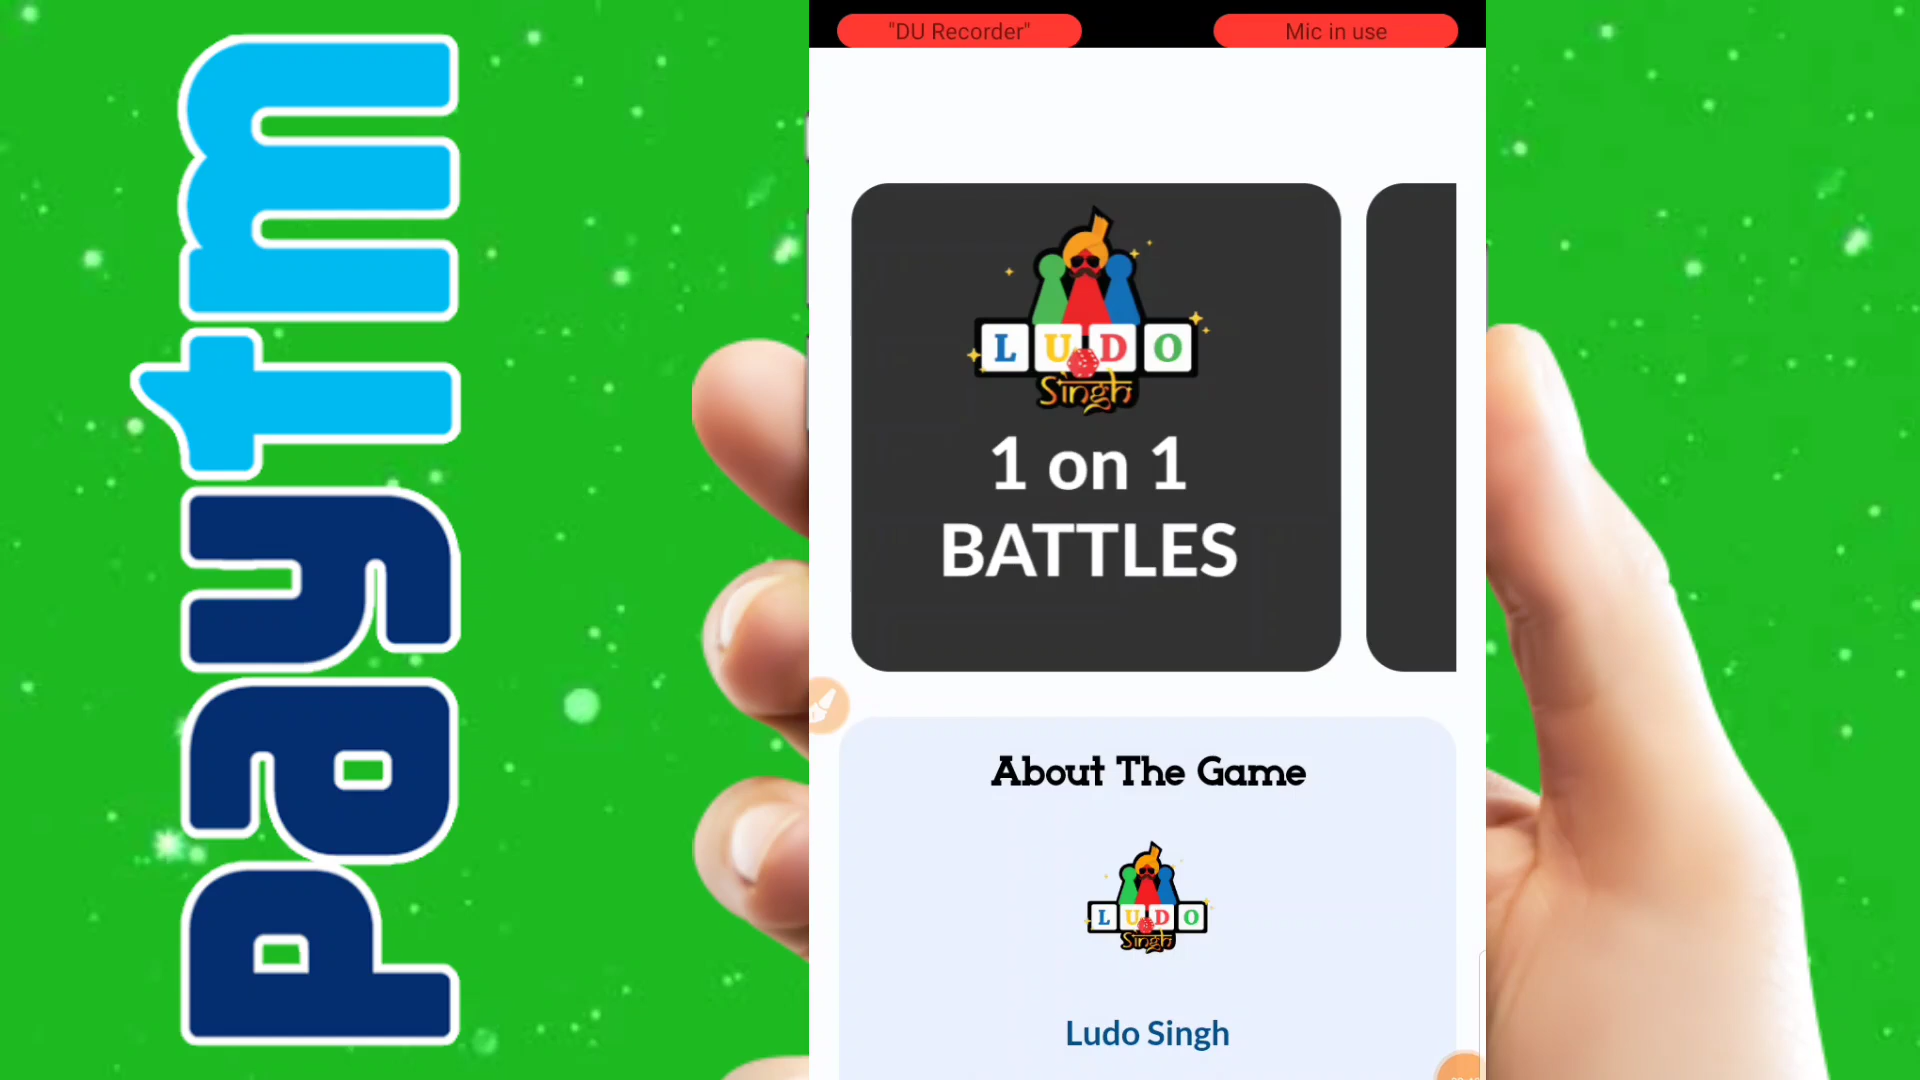 paytm
"DU Recorder"
Mic in use
LUDO
Singh
1 on 1
BATTLES
About The Game
LUDO
Singh
Ludo Singh